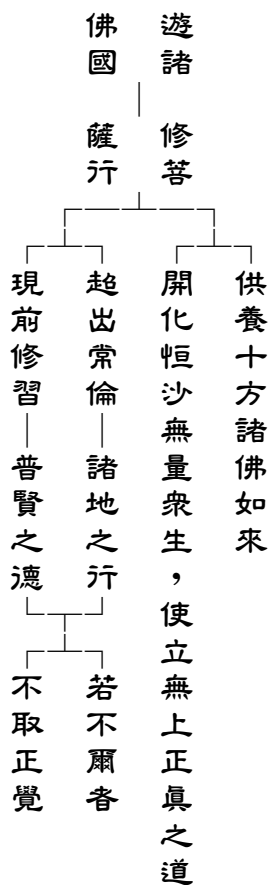 遊諸佛國
修菩薩行
供養十方諸佛如來
開化恒沙無量衆生，使立無上正眞之道
超出常倫
諸地之行
現前修習
普賢之德
若不爾者
不取正覺